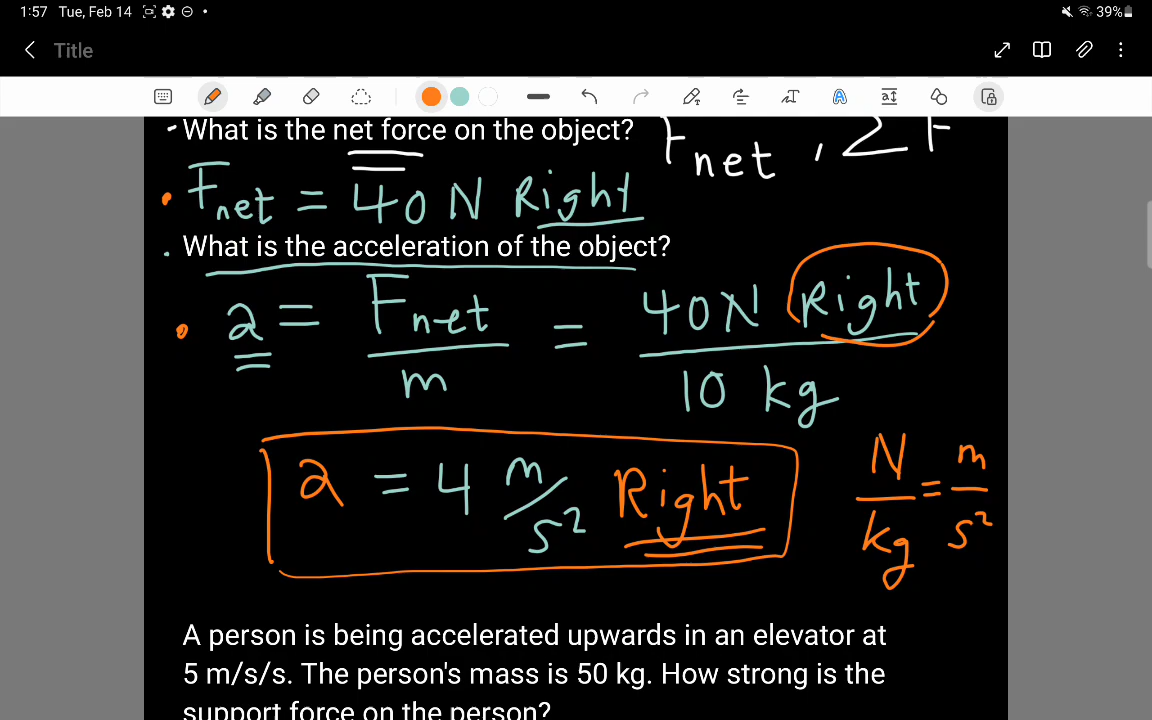 1:57 Tue, Feb 14 39%
Title
-What is the net force on the object? Fnet , Σ F
• Fnet = 40 N Right
. What is the acceleration of the object?
• a = Fnet / m = 40N Right / 10 kg
a = 4 m/s² Right
N/kg = m/s²
A person is being accelerated upwards in an elevator at
5 m/s/s. The person's mass is 50 kg. How strong is the
support force on the person?